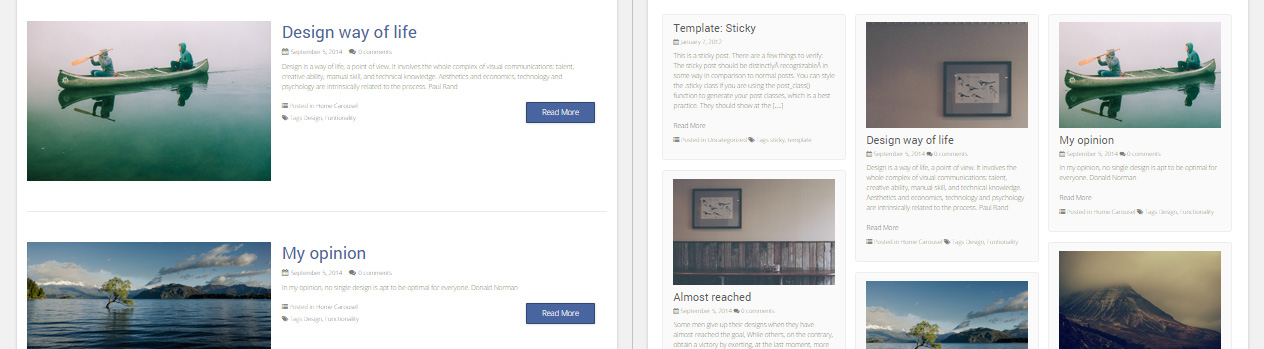 Design way of life
September 5, 2014 0 comments
Design is a way of life, a point of view. It involves the whole complex of visual communications: talent,
creative ability, manual skill, and technical knowledge. Aesthetics and economics, technology and
psychology are intrinsically related to the process. Paul Rand
Posted in Home Carousel
Tags Design, Funtionality
Read More
My opinion
September 5, 2014 0 comments
In my opinion, no single design is apt to be optimal for everyone. Donald Norman
Posted in Home Carousel
Tags Design, Functionality
Read More
Template: Sticky
January 7, 2012
This is a sticky post. There are a few things to verify:
The sticky post should be distinctlyÂ recognizableÂ in
some way in comparison to normal posts. You can style
the .sticky class if you are using the post_class()
function to generate your post classes, which is a best
practice. They should show at the [...]
Read More
Posted in Uncategorized Tags sticky, template
Almost reached
September 5, 2014 0 comments
Some men give up their designs when they have
almost reached the goal, While others, on the contrary,
obtain a victory by exerting, at the last moment, more
Design way of life
September 5, 2014 0 comments
Design is a way of life, a point of view. It involves the
whole complex of visual communications: talent,
creative ability, manual skill, and technical knowledge.
Aesthetics and economics, technology and psychology
are intrinsically related to the process. Paul Rand
Read More
Posted in Home Carousel Tags Design, Funtionality
My opinion
September 5, 2014 0 comments
In my opinion, no single design is apt to be optimal for
everyone. Donald Norman
Read More
Posted in Home Carousel Tags Design, Functionality